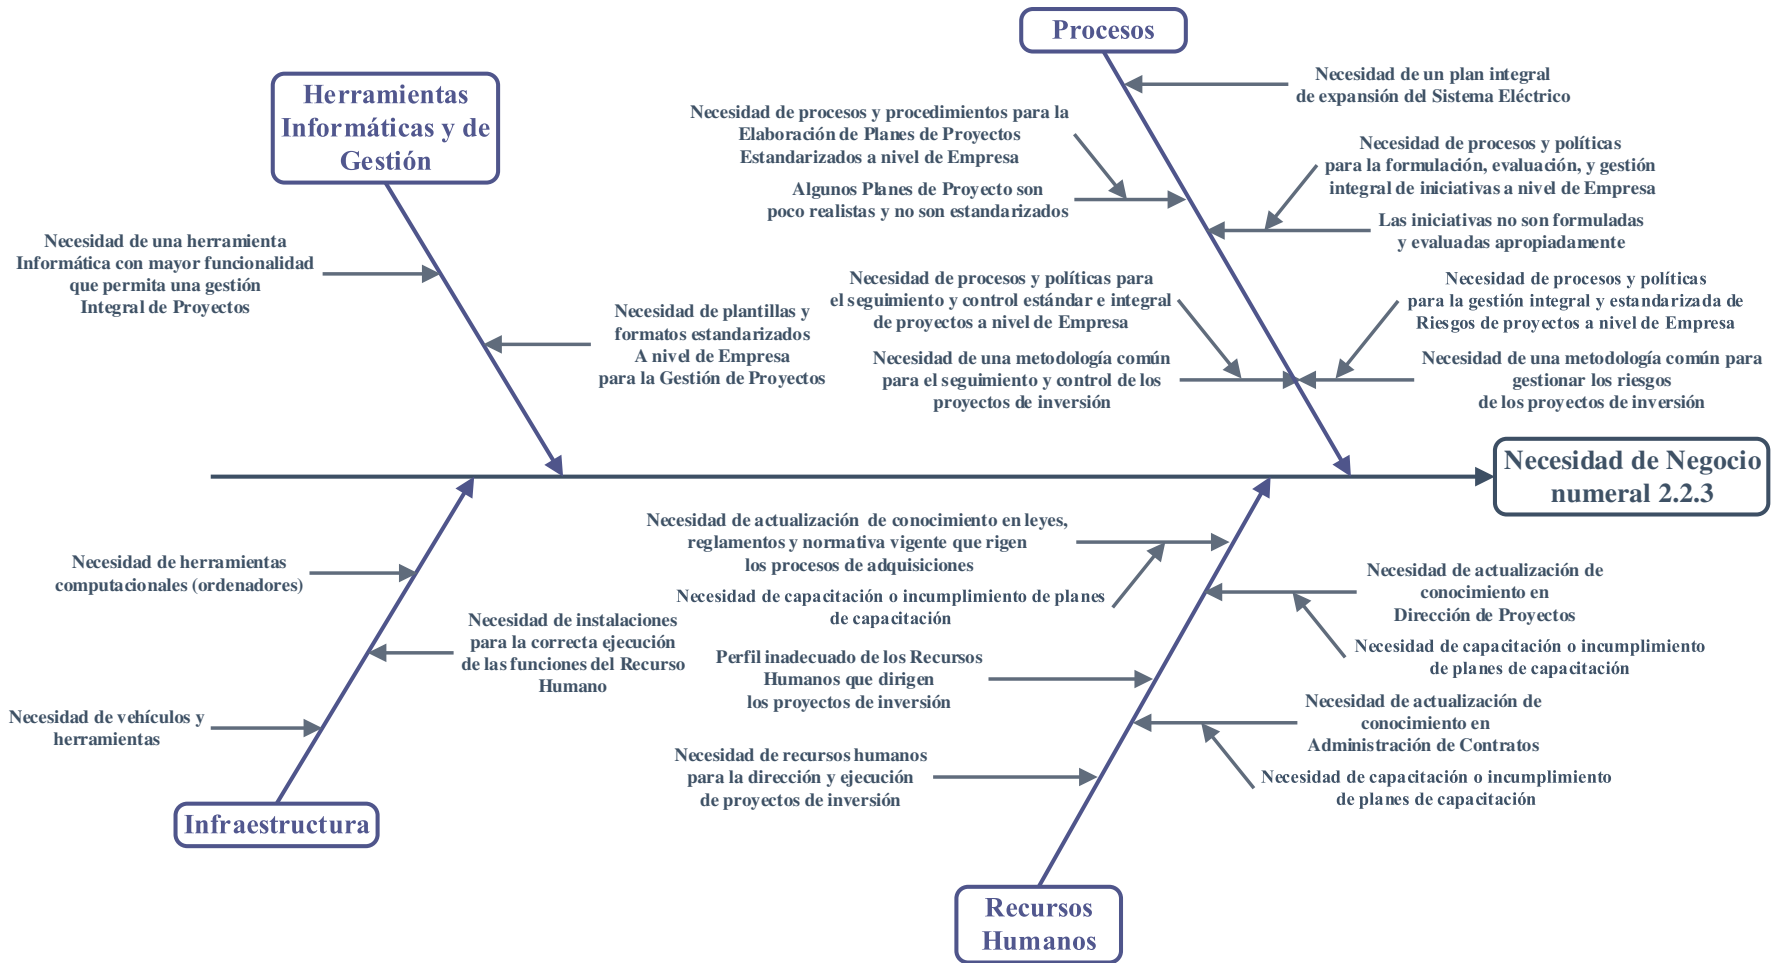 Procesos
Necesidad de un plan integral
de expansión del Sistema Eléctrico
Necesidad de procesos y procedimientos para la
Elaboración de Planes de Proyectos
Estandarizados a nivel de Empresa
Algunos Planes de Proyecto son
poco realistas y no son estandarizados
Necesidad de procesos y políticas
para la formulación, evaluación, y gestión
integral de iniciativas a nivel de Empresa
Las iniciativas no son formuladas
y evaluadas apropiadamente
Necesidad de procesos y políticas para
el seguimiento y control estándar e integral
de proyectos a nivel de Empresa
Necesidad de una metodología común
para el seguimiento y control de los
proyectos de inversión
Necesidad de procesos y políticas
para la gestión integral y estandarizada de
Riesgos de proyectos a nivel de Empresa
Necesidad de una metodología común para
gestionar los riesgos
de los proyectos de inversión
Herramientas
Informáticas y de
Gestión
Necesidad de una herramienta
Informática con mayor funcionalidad
que permita una gestión
Integral de Proyectos
Necesidad de plantillas y
formatos estandarizados
A nivel de Empresa
para la Gestión de Proyectos
Necesidad de Negocio
numeral 2.2.3
Necesidad de herramientas
computacionales (ordenadores)
Necesidad de instalaciones
para la correcta ejecución
de las funciones del Recurso
Humano
Necesidad de vehículos y
herramientas
Infraestructura
Necesidad de actualización de conocimiento en leyes,
reglamentos y normativa vigente que rigen
los procesos de adquisiciones
Necesidad de capacitación o incumplimiento de planes
de capacitación
Necesidad de actualización de
conocimiento en
Dirección de Proyectos
Necesidad de capacitación o incumplimiento
de planes de capacitación
Perfil inadecuado de los Recursos
Humanos que dirigen
los proyectos de inversión
Necesidad de actualización de
conocimiento en
Administración de Contratos
Necesidad de capacitación o incumplimiento
de planes de capacitación
Necesidad de recursos humanos
para la dirección y ejecución
de proyectos de inversión
Recursos
Humanos